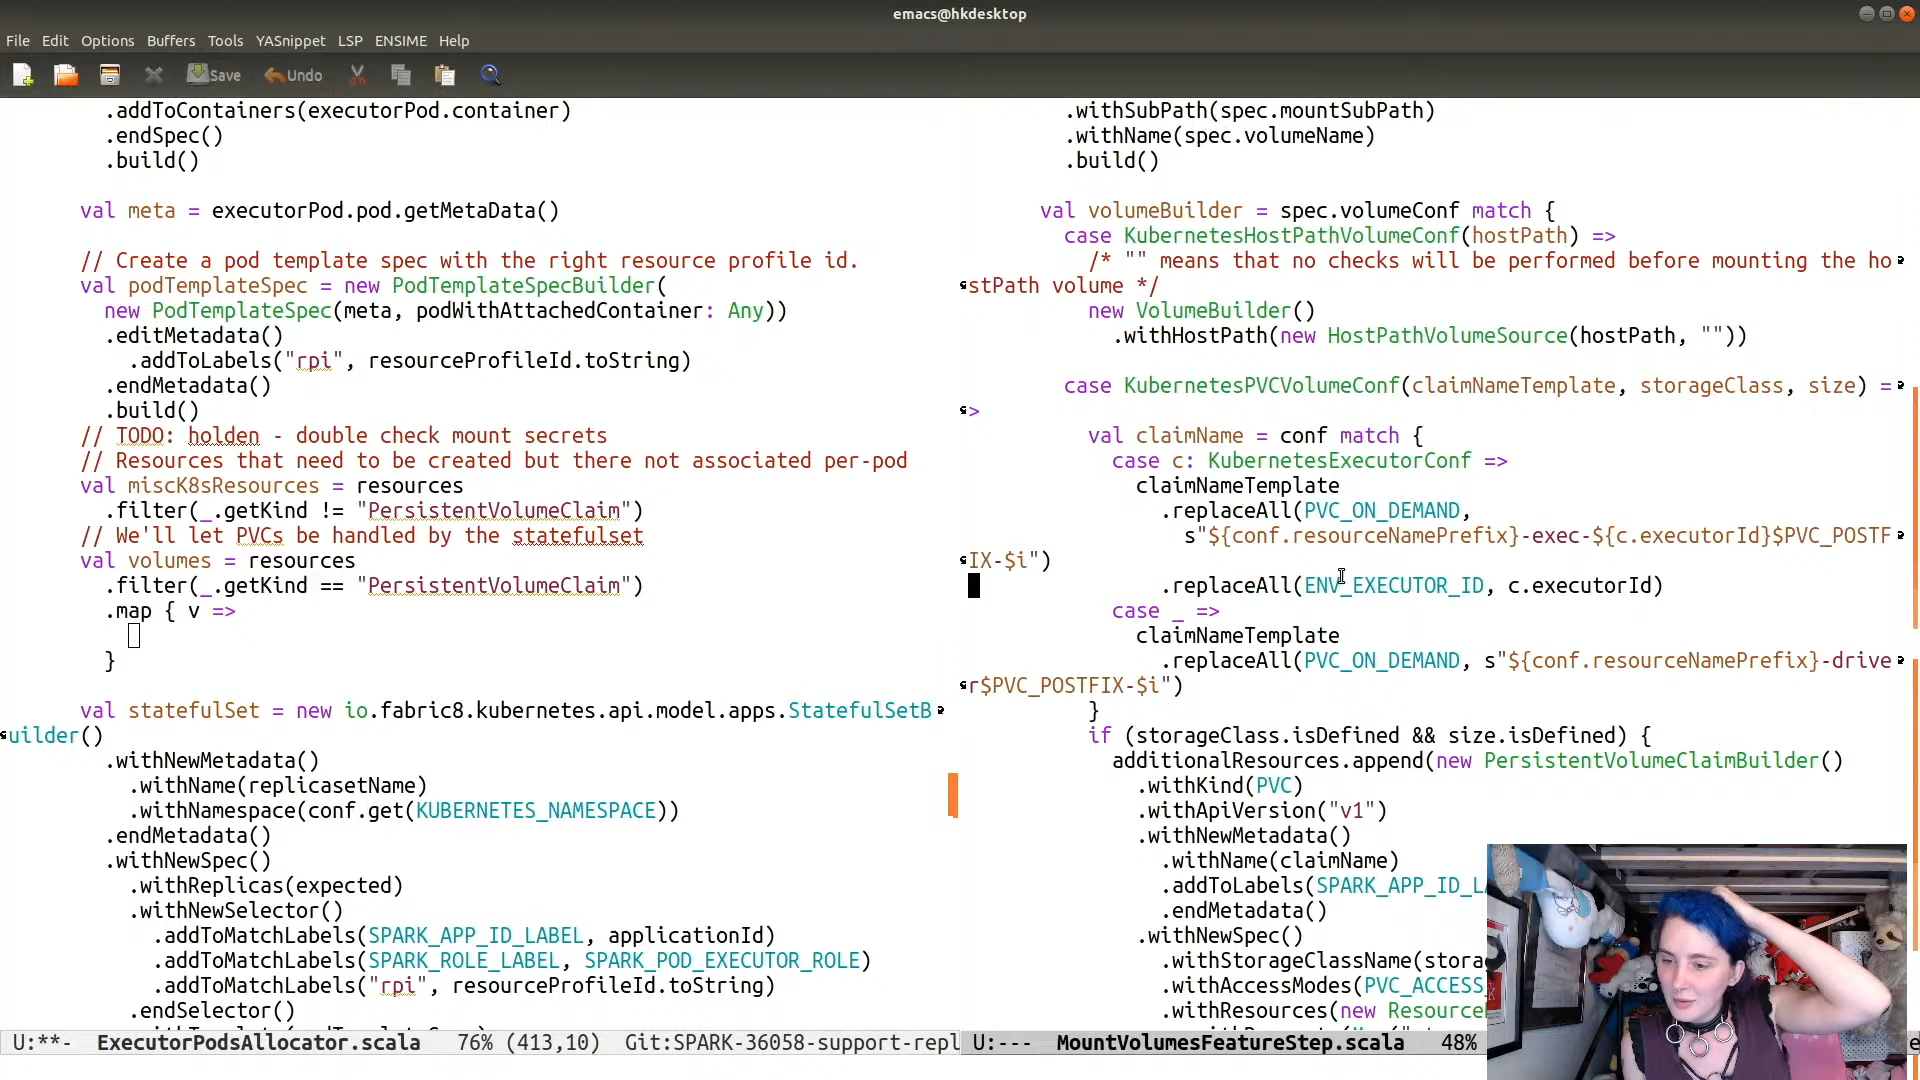 emacs@hkdesktop
File Edit Options Buffers Tools YASnippet LSP ENSIME Help
Save Undo
.addToContainers(executorPod.container)
.endSpec()
.build()
val meta = executorPod.pod.getMetaData()
// Create a pod template spec with the right resource profile id.
val podTemplateSpec = new PodTemplateSpecBuilder(
new PodTemplateSpec(meta, podWithAttachedContainer: Any))
.editMetadata()
.addToLabels("rpi", resourceProfileId.toString)
.endMetadata()
.build()
// TODO: holden - double check mount secrets
// Resources that need to be created but there not associated per-pod
val miscK8sResources = resources
.filter(_.getKind != "PersistentVolumeClaim")
// We'll let PVCs be handled by the statefulset
val volumes = resources
.filter(_.getKind == "PersistentVolumeClaim")
.map { v =>
}
val statefulSet = new io.fabric8.kubernetes.api.model.apps.StatefulSetB
uilder()
.withNewMetadata()
.withName(replicasetName)
.withNamespace(conf.get(KUBERNETES_NAMESPACE))
.endMetadata()
.withNewSpec()
.withReplicas(expected)
.withNewSelector()
.addToMatchLabels(SPARK_APP_ID_LABEL, applicationId)
.addToMatchLabels(SPARK_ROLE_LABEL, SPARK_POD_EXECUTOR_ROLE)
.addToMatchLabels("rpi", resourceProfileId.toString)
.endSelector()
U:**- ExecutorPodsAllocator.scala 76% (413,10) Git:SPARK-36058-support-repl
.withSubPath(spec.mountSubPath)
.withName(spec.volumeName)
.build()
val volumeBuilder = spec.volumeConf match {
case KubernetesHostPathVolumeConf(hostPath) =>
/* "" means that no checks will be performed before mounting the ho
stPath volume */
new VolumeBuilder()
.withHostPath(new HostPathVolumeSource(hostPath, ""))
case KubernetesPVCVolumeConf(claimNameTemplate, storageClass, size) =
>
val claimName = conf match {
case c: KubernetesExecutorConf =>
claimNameTemplate
.replaceAll(PVC_ON_DEMAND,
s"${conf.resourceNamePrefix}-exec-${c.executorId}$PVC_POSTF
IX-$i")
.replaceAll(ENV_EXECUTOR_ID, c.executorId)
case _ =>
claimNameTemplate
.replaceAll(PVC_ON_DEMAND, s"${conf.resourceNamePrefix}-drive
r$PVC_POSTFIX-$i")
}
if (storageClass.isDefined && size.isDefined) {
additionalResources.append(new PersistentVolumeClaimBuilder()
.withKind(PVC)
.withApiVersion("v1")
.withNewMetadata()
.withName(claimName)
.addToLabels(SPARK_APP_ID_L
.endMetadata()
.withNewSpec()
.withStorageClassName(stora
.withAccessModes(PVC_ACCESS
.withResources(new Resource
U:--- MountVolumesFeatureStep.scala 48%